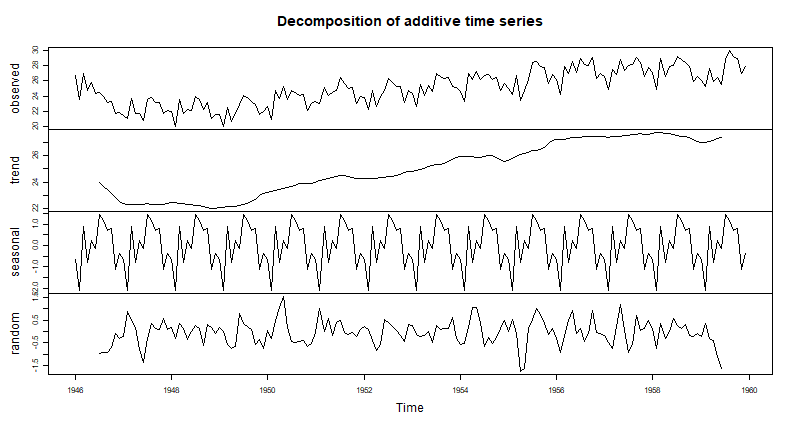 Decomposition of additive time series
observed
20 22 24 26 28 30
trend
22 24 26
seasonal
-2.0 -1.0 0.0 1.0
random
-1.5 -0.5 0.5 1.5
1946 1948 1950 1952 1954 1956 1958 1960
Time